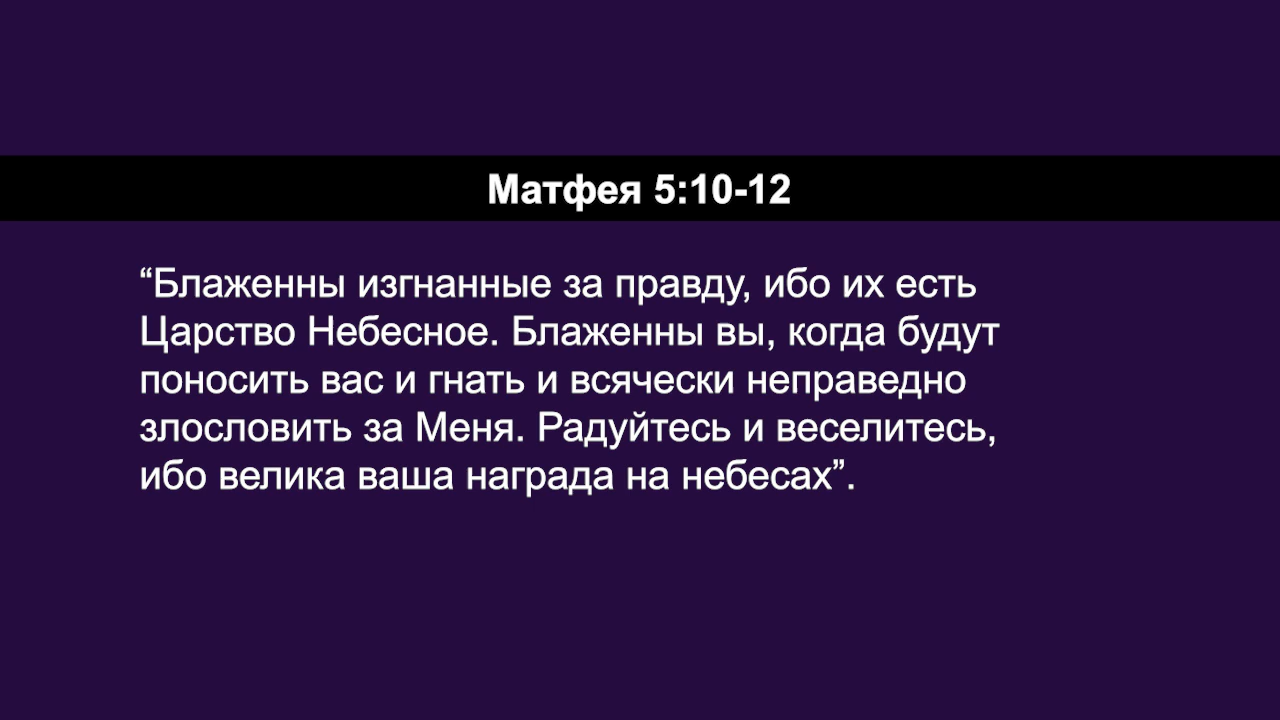 Матфея 5:10-12
“Блаженны изгнанные за правду, ибо их есть
Царство Небесное. Блаженны вы, когда будут
поносить вас и гнать и всячески неправедно
злословить за Меня. Радуйтесь и веселитесь,
ибо велика ваша награда на небесах”.